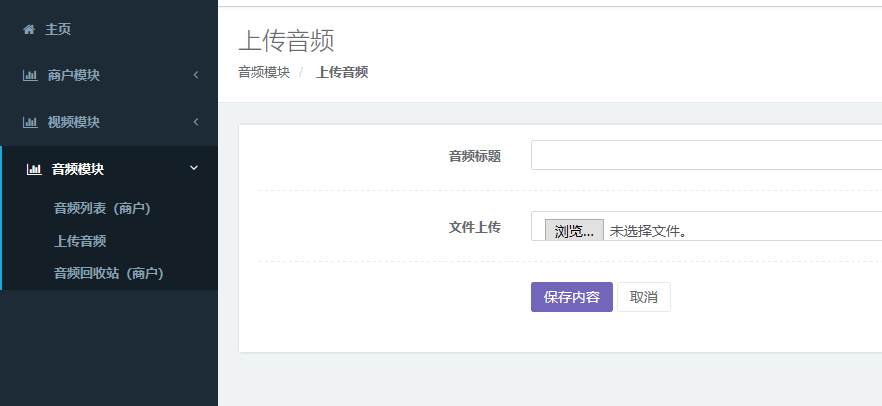 主页
商户模块
视频模块
音频模块
音频列表（商户）
上传音频
音频回收站（商户）
上传音频
音频模块 / 上传音频
音频标题
文件上传 浏览... 未选择文件。
保存内容 取消